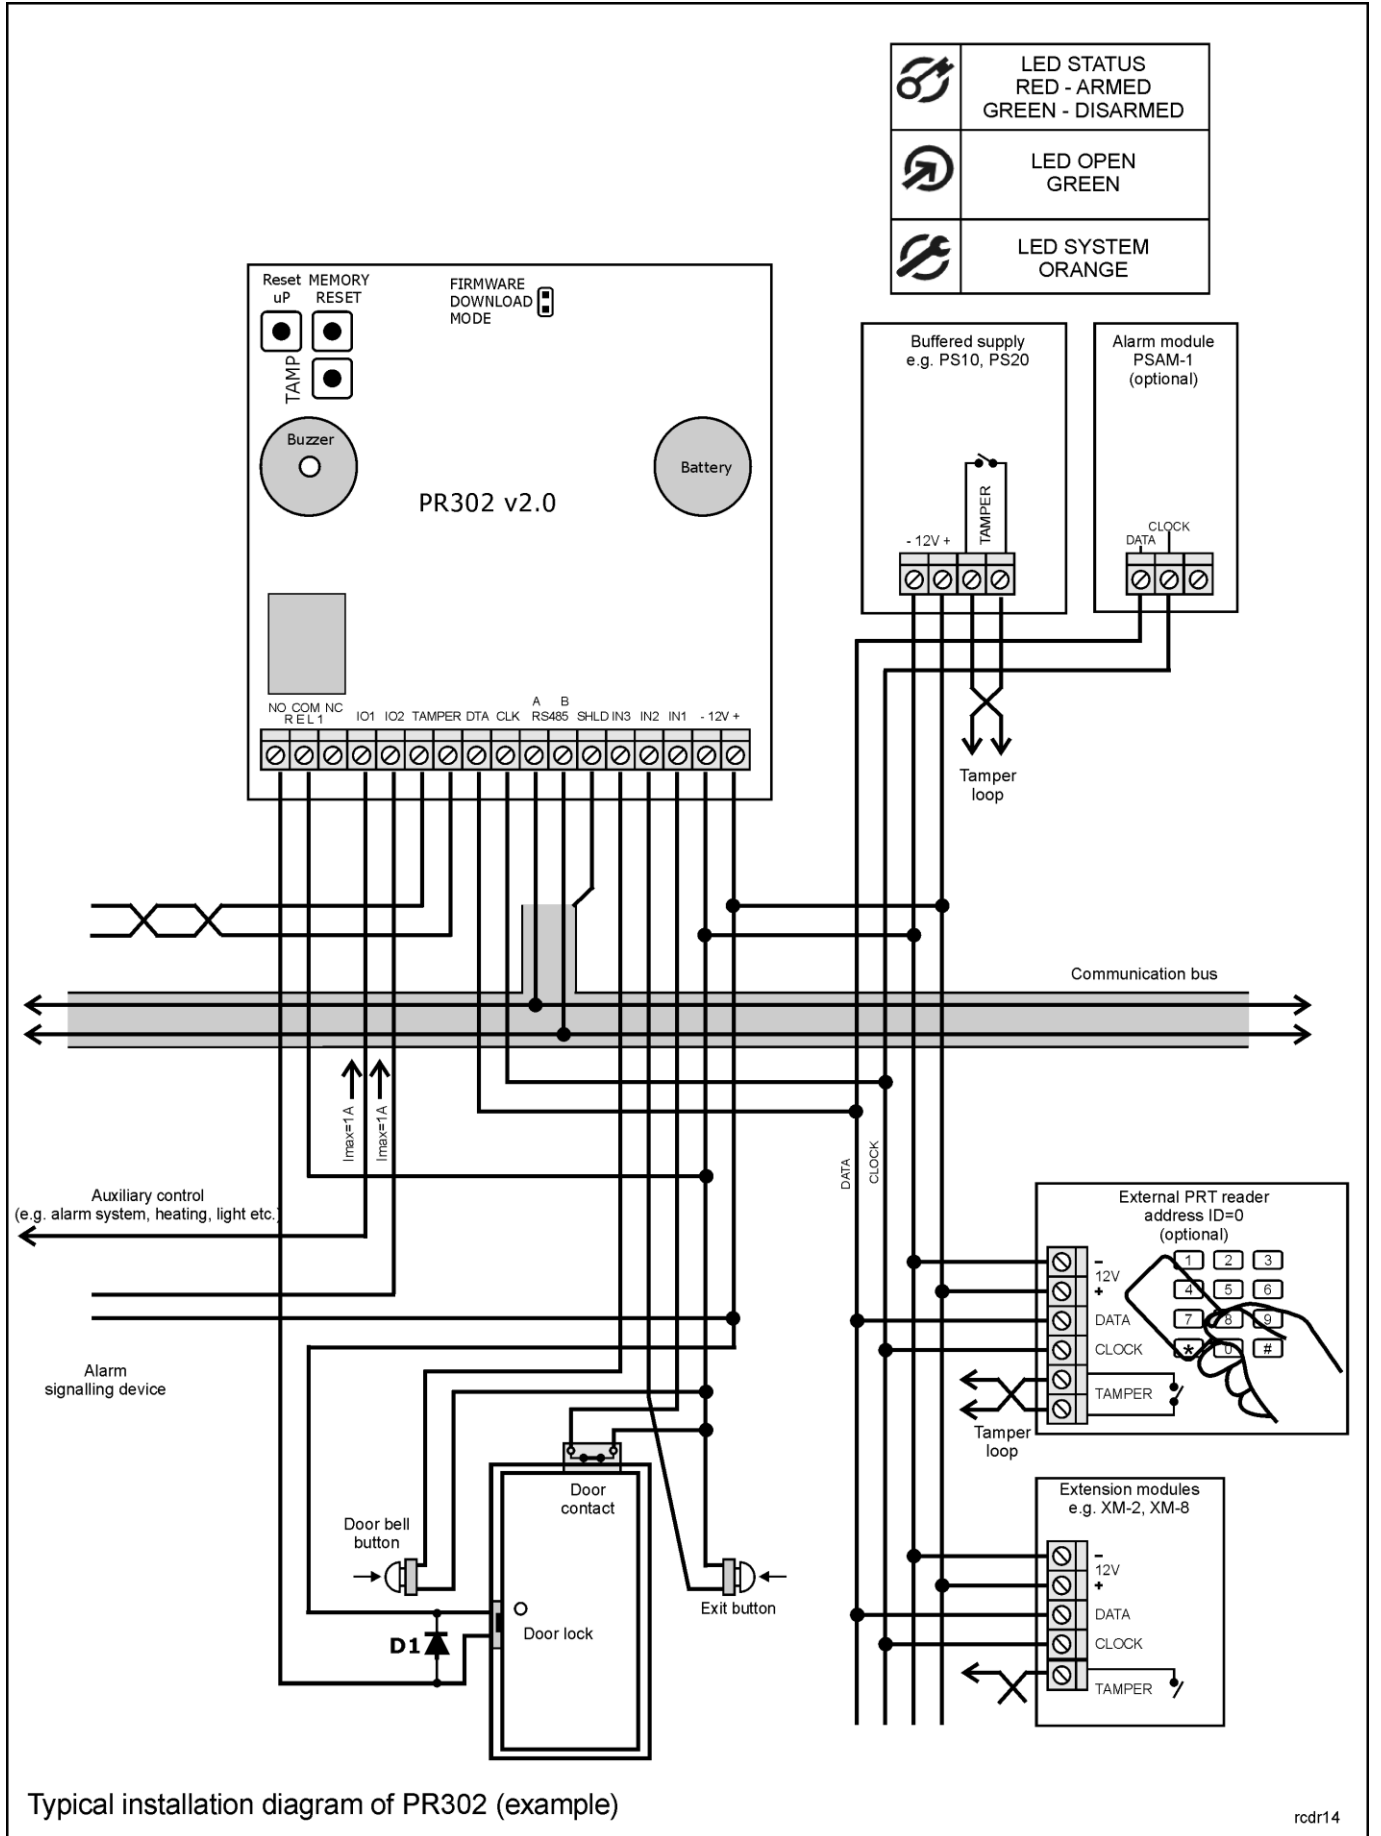 LED STATUS
RED - ARMED
GREEN - DISARMED
LED OPEN
GREEN
LED SYSTEM
ORANGE
Reset
uP
MEMORY
RESET
FIRMWARE
DOWNLOAD
MODE
TAMP
Buzzer
Battery
PR302 v2.0
NO COM NC
REL1
IO1 IO2 TAMPER DTA CLK
A B
RS485 SHLD IN3 IN2 IN1 - 12V +
Buffered supply
e.g. PS10, PS20
TAMPER
- 12V +
Alarm module
PSAM-1
(optional)
CLOCK
DATA
Tamper
loop
Communication bus
Imax=1A
Imax=1A
DATA
CLOCK
Auxiliary control
(e.g. alarm system, heating, light etc.)
Alarm
signalling device
External PRT reader
address ID=0
(optional)
-
12V
+
DATA
CLOCK
TAMPER
1 2 3
4 5 6
7 8 9
* 0 #
Tamper
loop
Door
contact
Door bell
button
Exit button
Door lock
D1
Extension modules
e.g. XM-2, XM-8
-
12V
+
DATA
CLOCK
TAMPER
Typical installation diagram of PR302 (example)
rcdr14